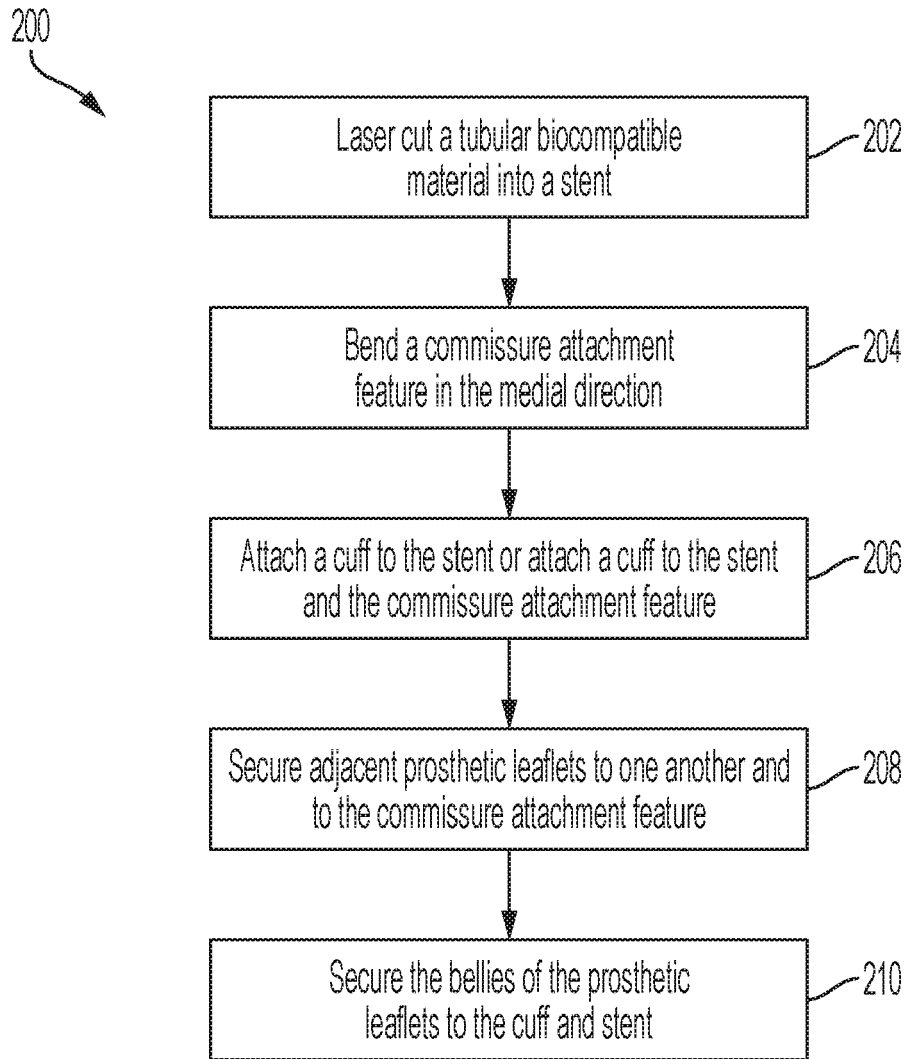 200
Laser cut a tubular biocompatible
material into a stent
202
Bend a commissure attachment
feature in the medial direction
204
Attach a cuff to the stent or attach a cuff to the stent
and the commissure attachment feature
206
Secure adjacent prosthetic leaflets to one another and
to the commissure attachment feature
208
Secure the bellies of the prosthetic
leaflets to the cuff and stent
210